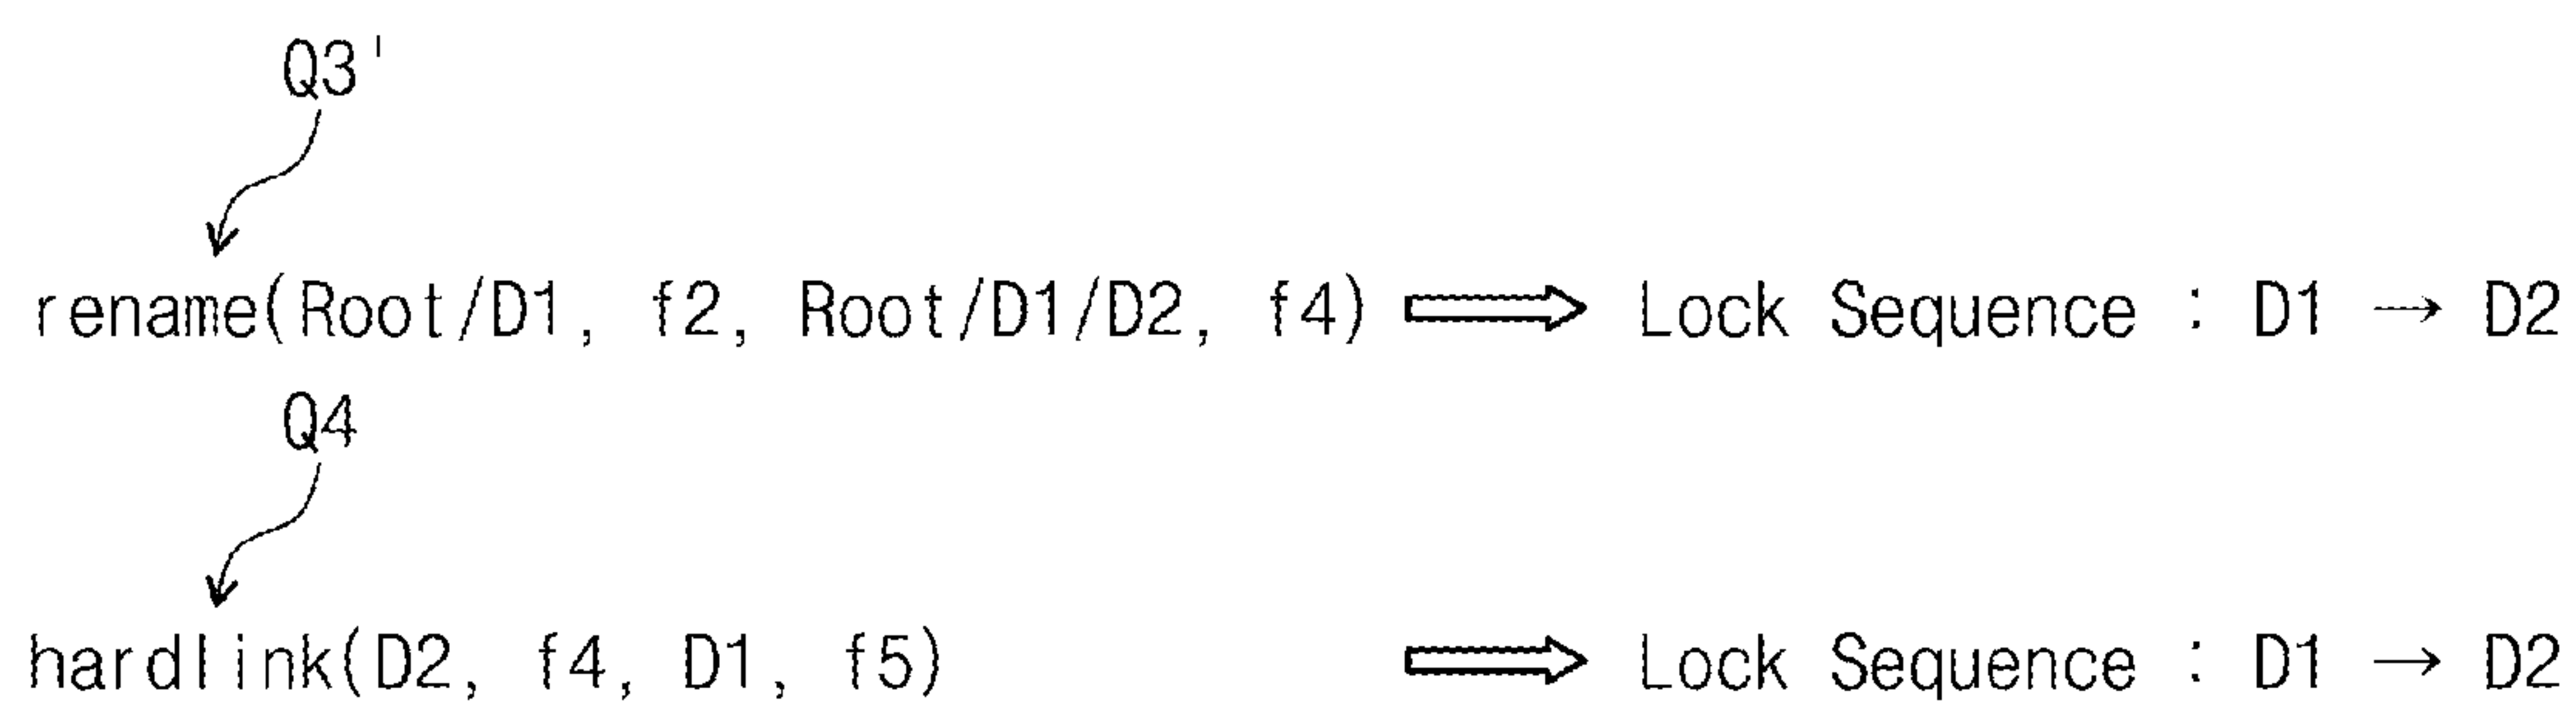 Q3'
rename(Root/D1, f2, Root/D1/D2, f4) ⇒ Lock Sequence : D1 → D2
Q4
hardlink(D2, f4, D1, f5) ⇒ Lock Sequence : D1 → D2